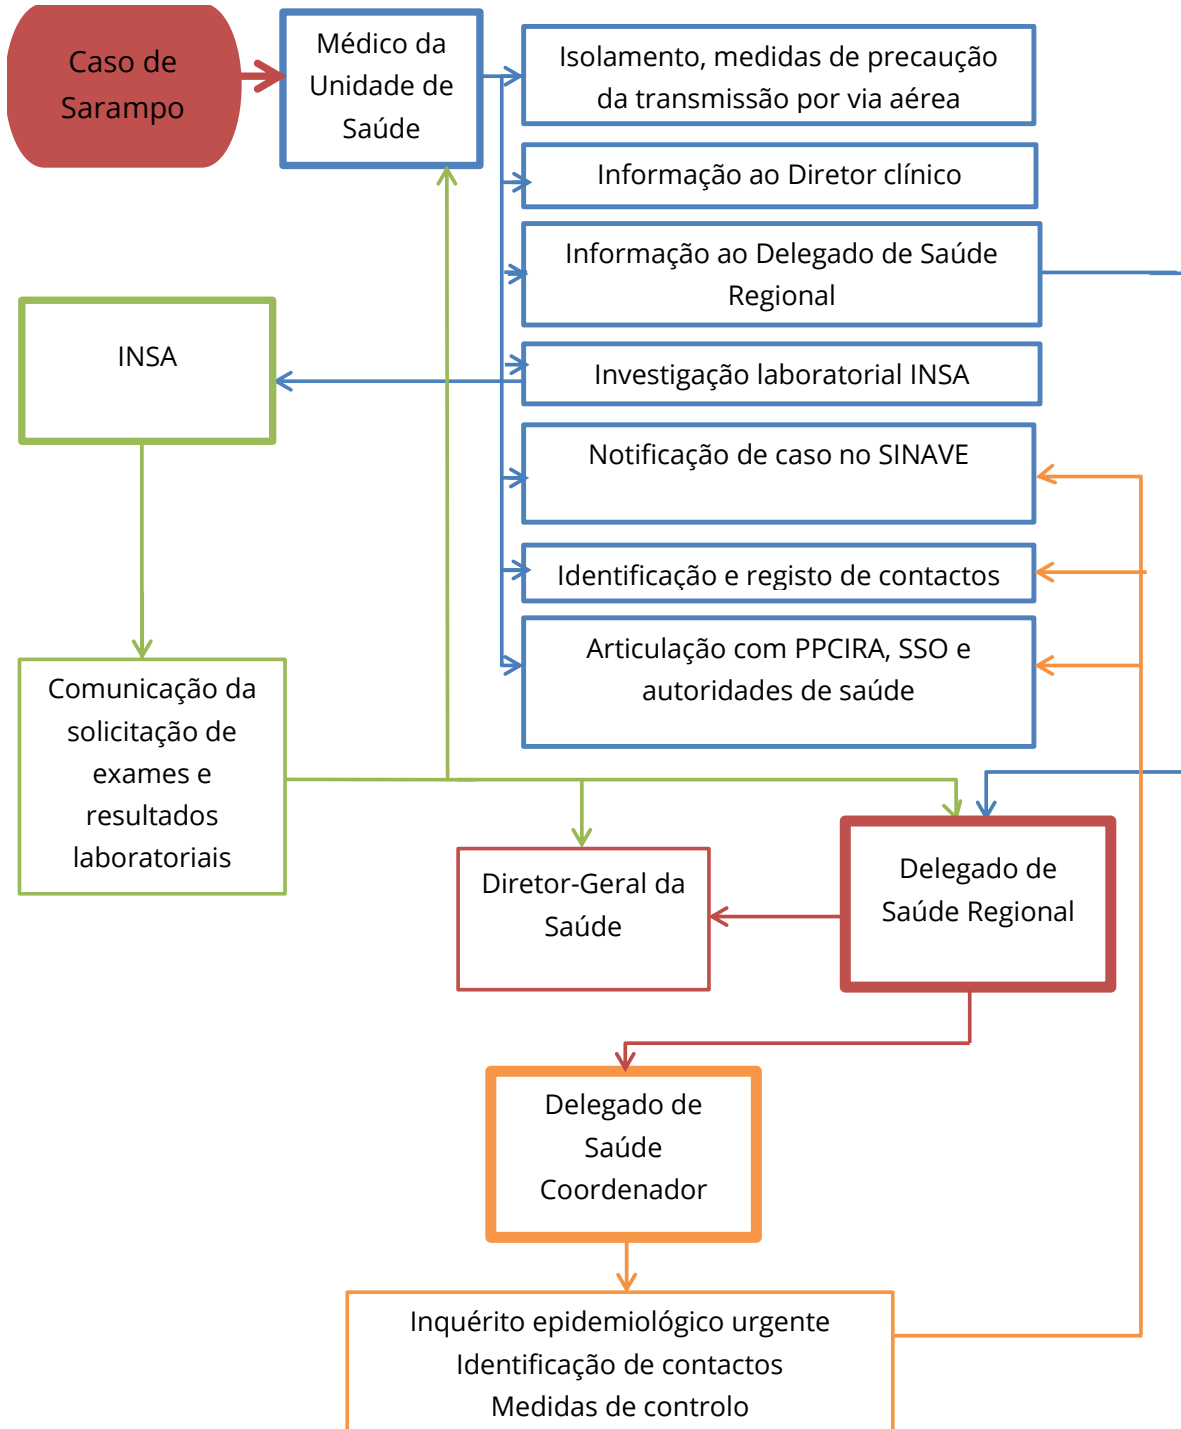 Caso de
Sarampo
Médico da
Unidade de
Saúde
Isolamento, medidas de precaução
da transmissão por via aérea
Informação ao Diretor clínico
Informação ao Delegado de Saúde
Regional
INSA
Investigação laboratorial INSA
Notificação de caso no SINAVE
Identificação e registo de contactos
Articulação com PPCIRA, SSO e
autoridades de saúde
Comunicação da
solicitação de
exames e
resultados
laboratoriais
Diretor-Geral da
Saúde
Delegado de
Saúde Regional
Delegado de
Saúde
Coordenador
Inquérito epidemiológico urgente
Identificação de contactos
Medidas de controlo